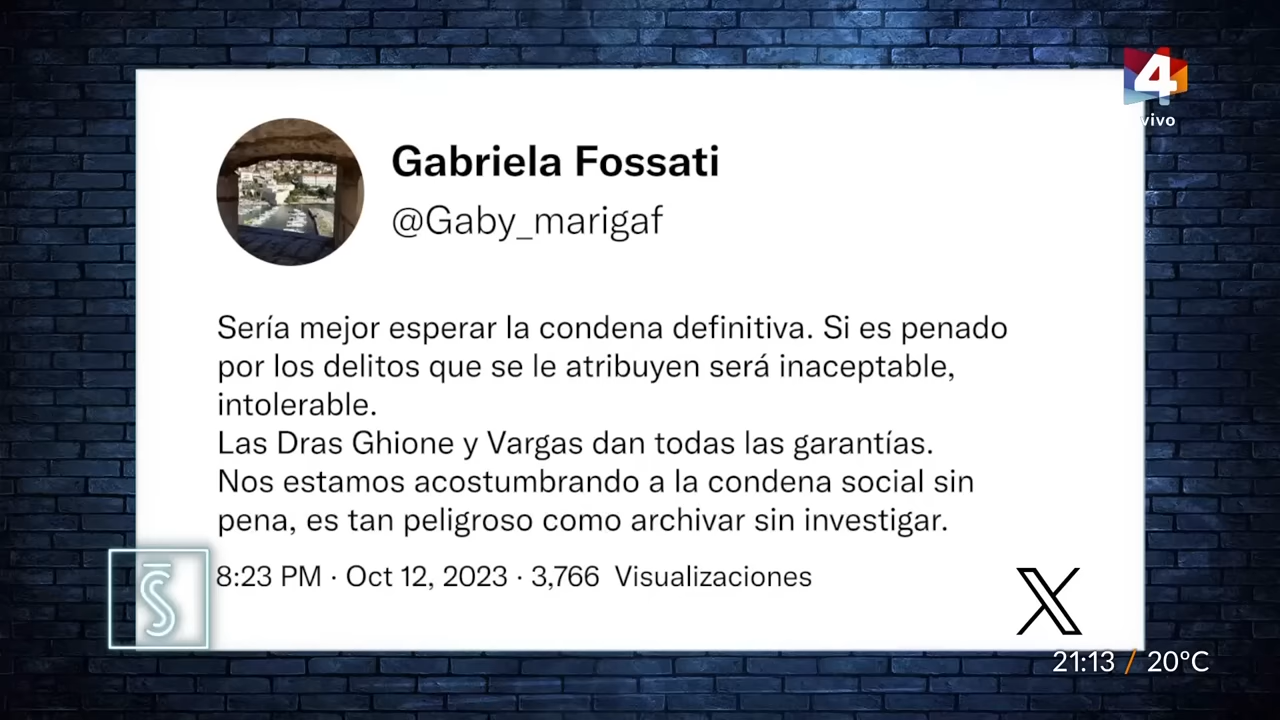 4
vivo
Gabriela Fossati
@Gaby_marigaf
Sería mejor esperar la condena definitiva. Si es penado
por los delitos que se le atribuyen será inaceptable,
intolerable.
Las Dras Ghione y Vargas dan todas las garantías.
Nos estamos acostumbrando a la condena social sin
pena, es tan peligroso como archivar sin investigar.
8:23 PM · Oct 12, 2023 · 3,766 Visualizaciones
S
X
21:13 / 20°C